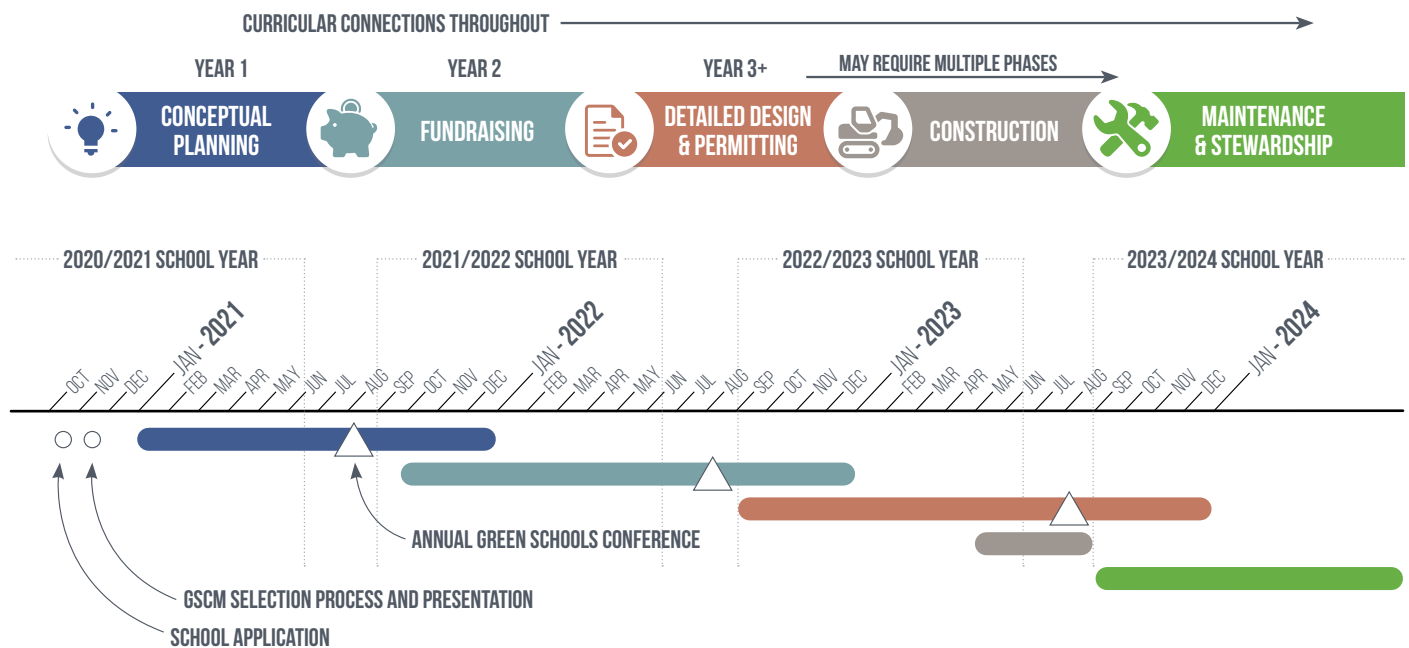 CURRICULAR CONNECTIONS THROUGHOUT
YEAR 1
YEAR 2
YEAR 3+
MAY REQUIRE MULTIPLE PHASES
CONCEPTUAL
PLANNING
FUNDRAISING
DETAILED DESIGN
& PERMITTING
CONSTRUCTION
MAINTENANCE
& STEWARDSHIP
2020/2021 SCHOOL YEAR
2021/2022 SCHOOL YEAR
2022/2023 SCHOOL YEAR
2023/2024 SCHOOL YEAR
OCT
NOV
DEC
JAN - 2021
FEB
MAR
APR
MAY
JUN
JUL
AUG
SEP
OCT
NOV
DEC
JAN - 2022
FEB
MAR
APR
MAY
JUN
JUL
AUG
SEP
OCT
NOV
DEC
JAN - 2023
FEB
MAR
APR
MAY
JUN
JUL
AUG
SEP
OCT
NOV
DEC
JAN - 2024
ANNUAL GREEN SCHOOLS CONFERENCE
GSCM SELECTION PROCESS AND PRESENTATION
SCHOOL APPLICATION